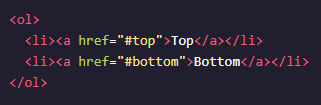 <ol>
  <li><a href="#top">Top</a></li>
  <li><a href="#bottom">Bottom</a></li>
</ol>